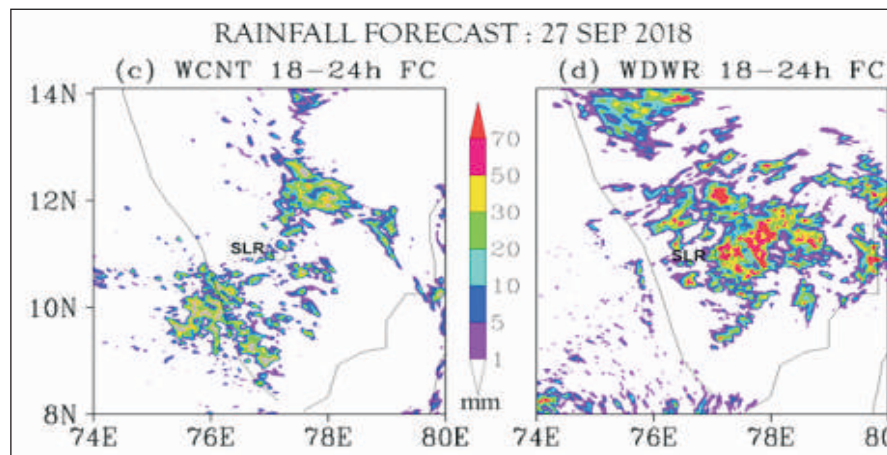 RAINFALL FORECAST : 27 SEP 2018
(c) WCNT 18-24h FC
(d) WDWR 18-24h FC
14N
12N
10N
8N
74E 76E 78E 80E
SLR
70
50
30
20
10
5
1
mm
SLR
74E 76E 78E 80